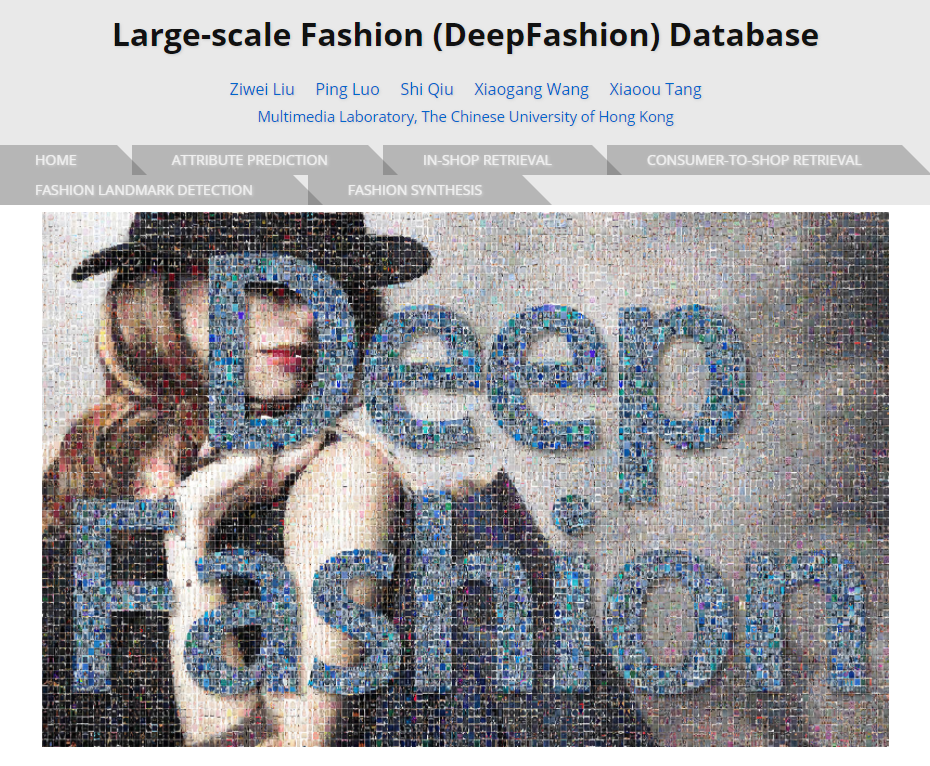 Large-scale Fashion (DeepFashion) Database
Ziwei Liu Ping Luo Shi Qiu Xiaogang Wang Xiaoou Tang
Multimedia Laboratory, The Chinese University of Hong Kong
HOME ATTRIBUTE PREDICTION IN-SHOP RETRIEVAL CONSUMER-TO-SHOP RETRIEVAL
FASHION LANDMARK DETECTION FASHION SYNTHESIS
Deep
Fashion